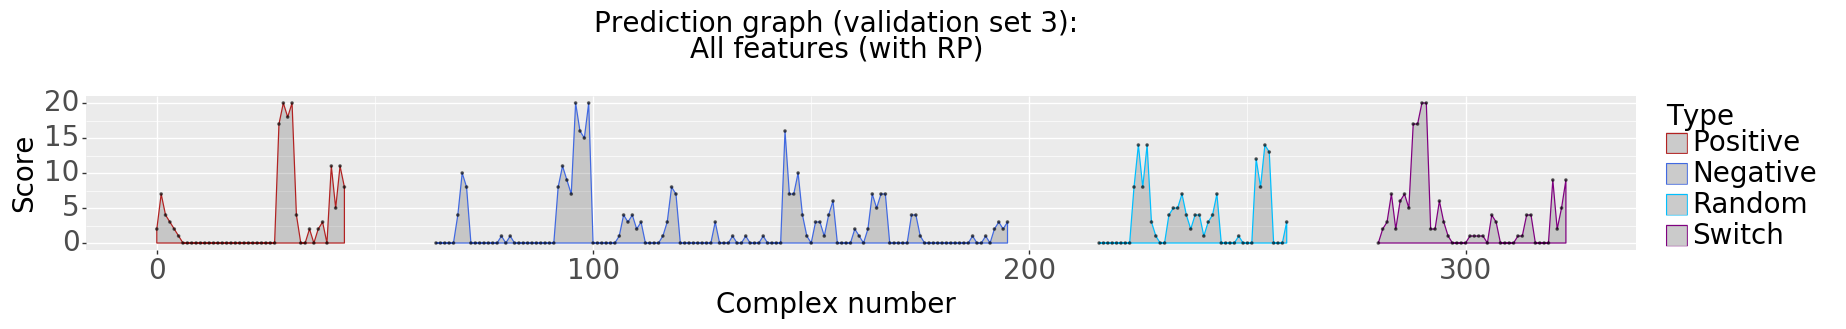 Prediction graph (validation set 3):
All features (with RP)
20
15
10
5
0
Score
0
100
200
300
Complex number
Type
Positive
Negative
Random
Switch